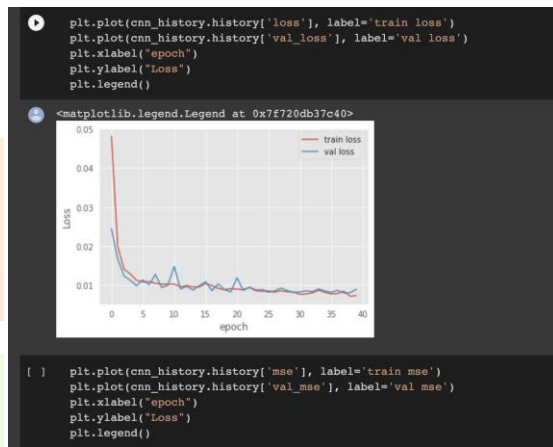 plt.plot(cnn_history.history['loss'], label='train loss')
plt.plot(cnn_history.history['val_loss'], label='val loss')
plt.xlabel("epoch")
plt.ylabel("Loss")
plt.legend()
<matplotlib.legend.Legend at 0x7f720db37c40>
0.05
0.04
0.03
0.02
0.01
Loss
train loss
val loss
0 5 10 15 20 25 30 35 40
epoch
[ ] plt.plot(cnn_history.history['mse'], label='train mse')
plt.plot(cnn_history.history['val_mse'], label='val mse')
plt.xlabel("epoch")
plt.ylabel("Loss")
plt.legend()